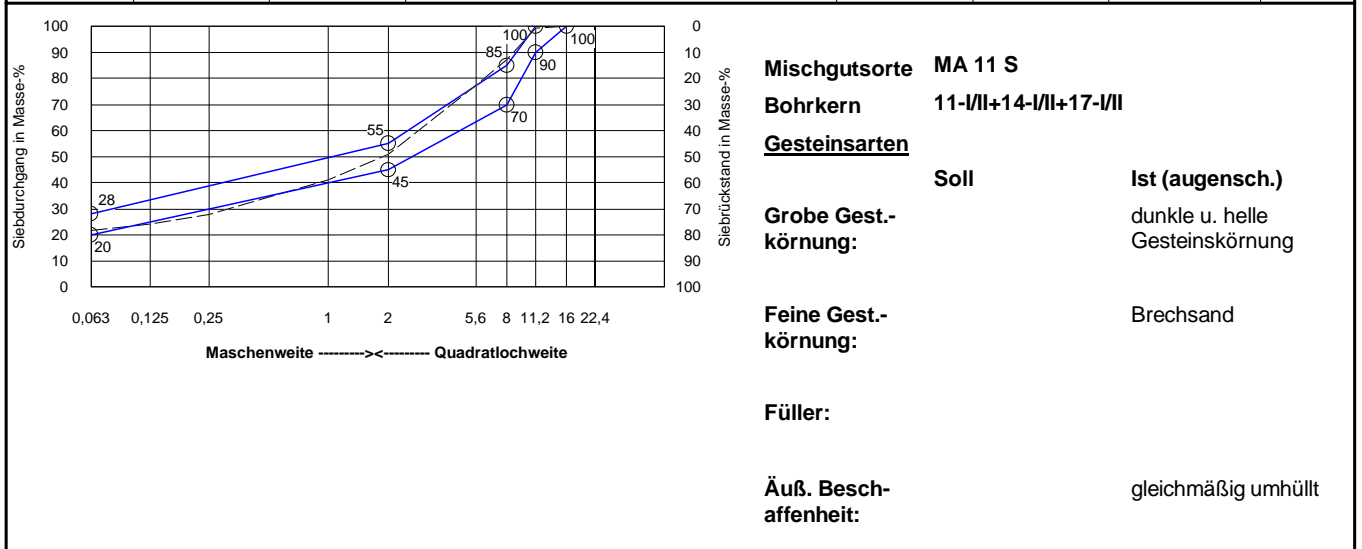 Siebdurchgang in Masse-%
100
90
80
70
60
50
40
30
20
10
0
28
20
55
45
85
70
100
90
100
0
10
20
30
40
50
60
70
80
90
100
Siebrückstand in Masse-%
0,063 0,125 0,25 1 2 5,6 8 11,2 16 22,4
Maschenweite ---------><--------- Quadratlochweite
Mischgutsorte MA 11 S
Bohrkern 11-I/II+14-I/II+17-I/II
Gesteinsarten
Soll Ist (augensch.)
Grobe Gest.- dunkle u. helle
körnung: Gesteinskörnung
Feine Gest.- Brechsand
körnung:
Füller:
Äuß. Besch- gleichmäßig umhüllt
affenheit: